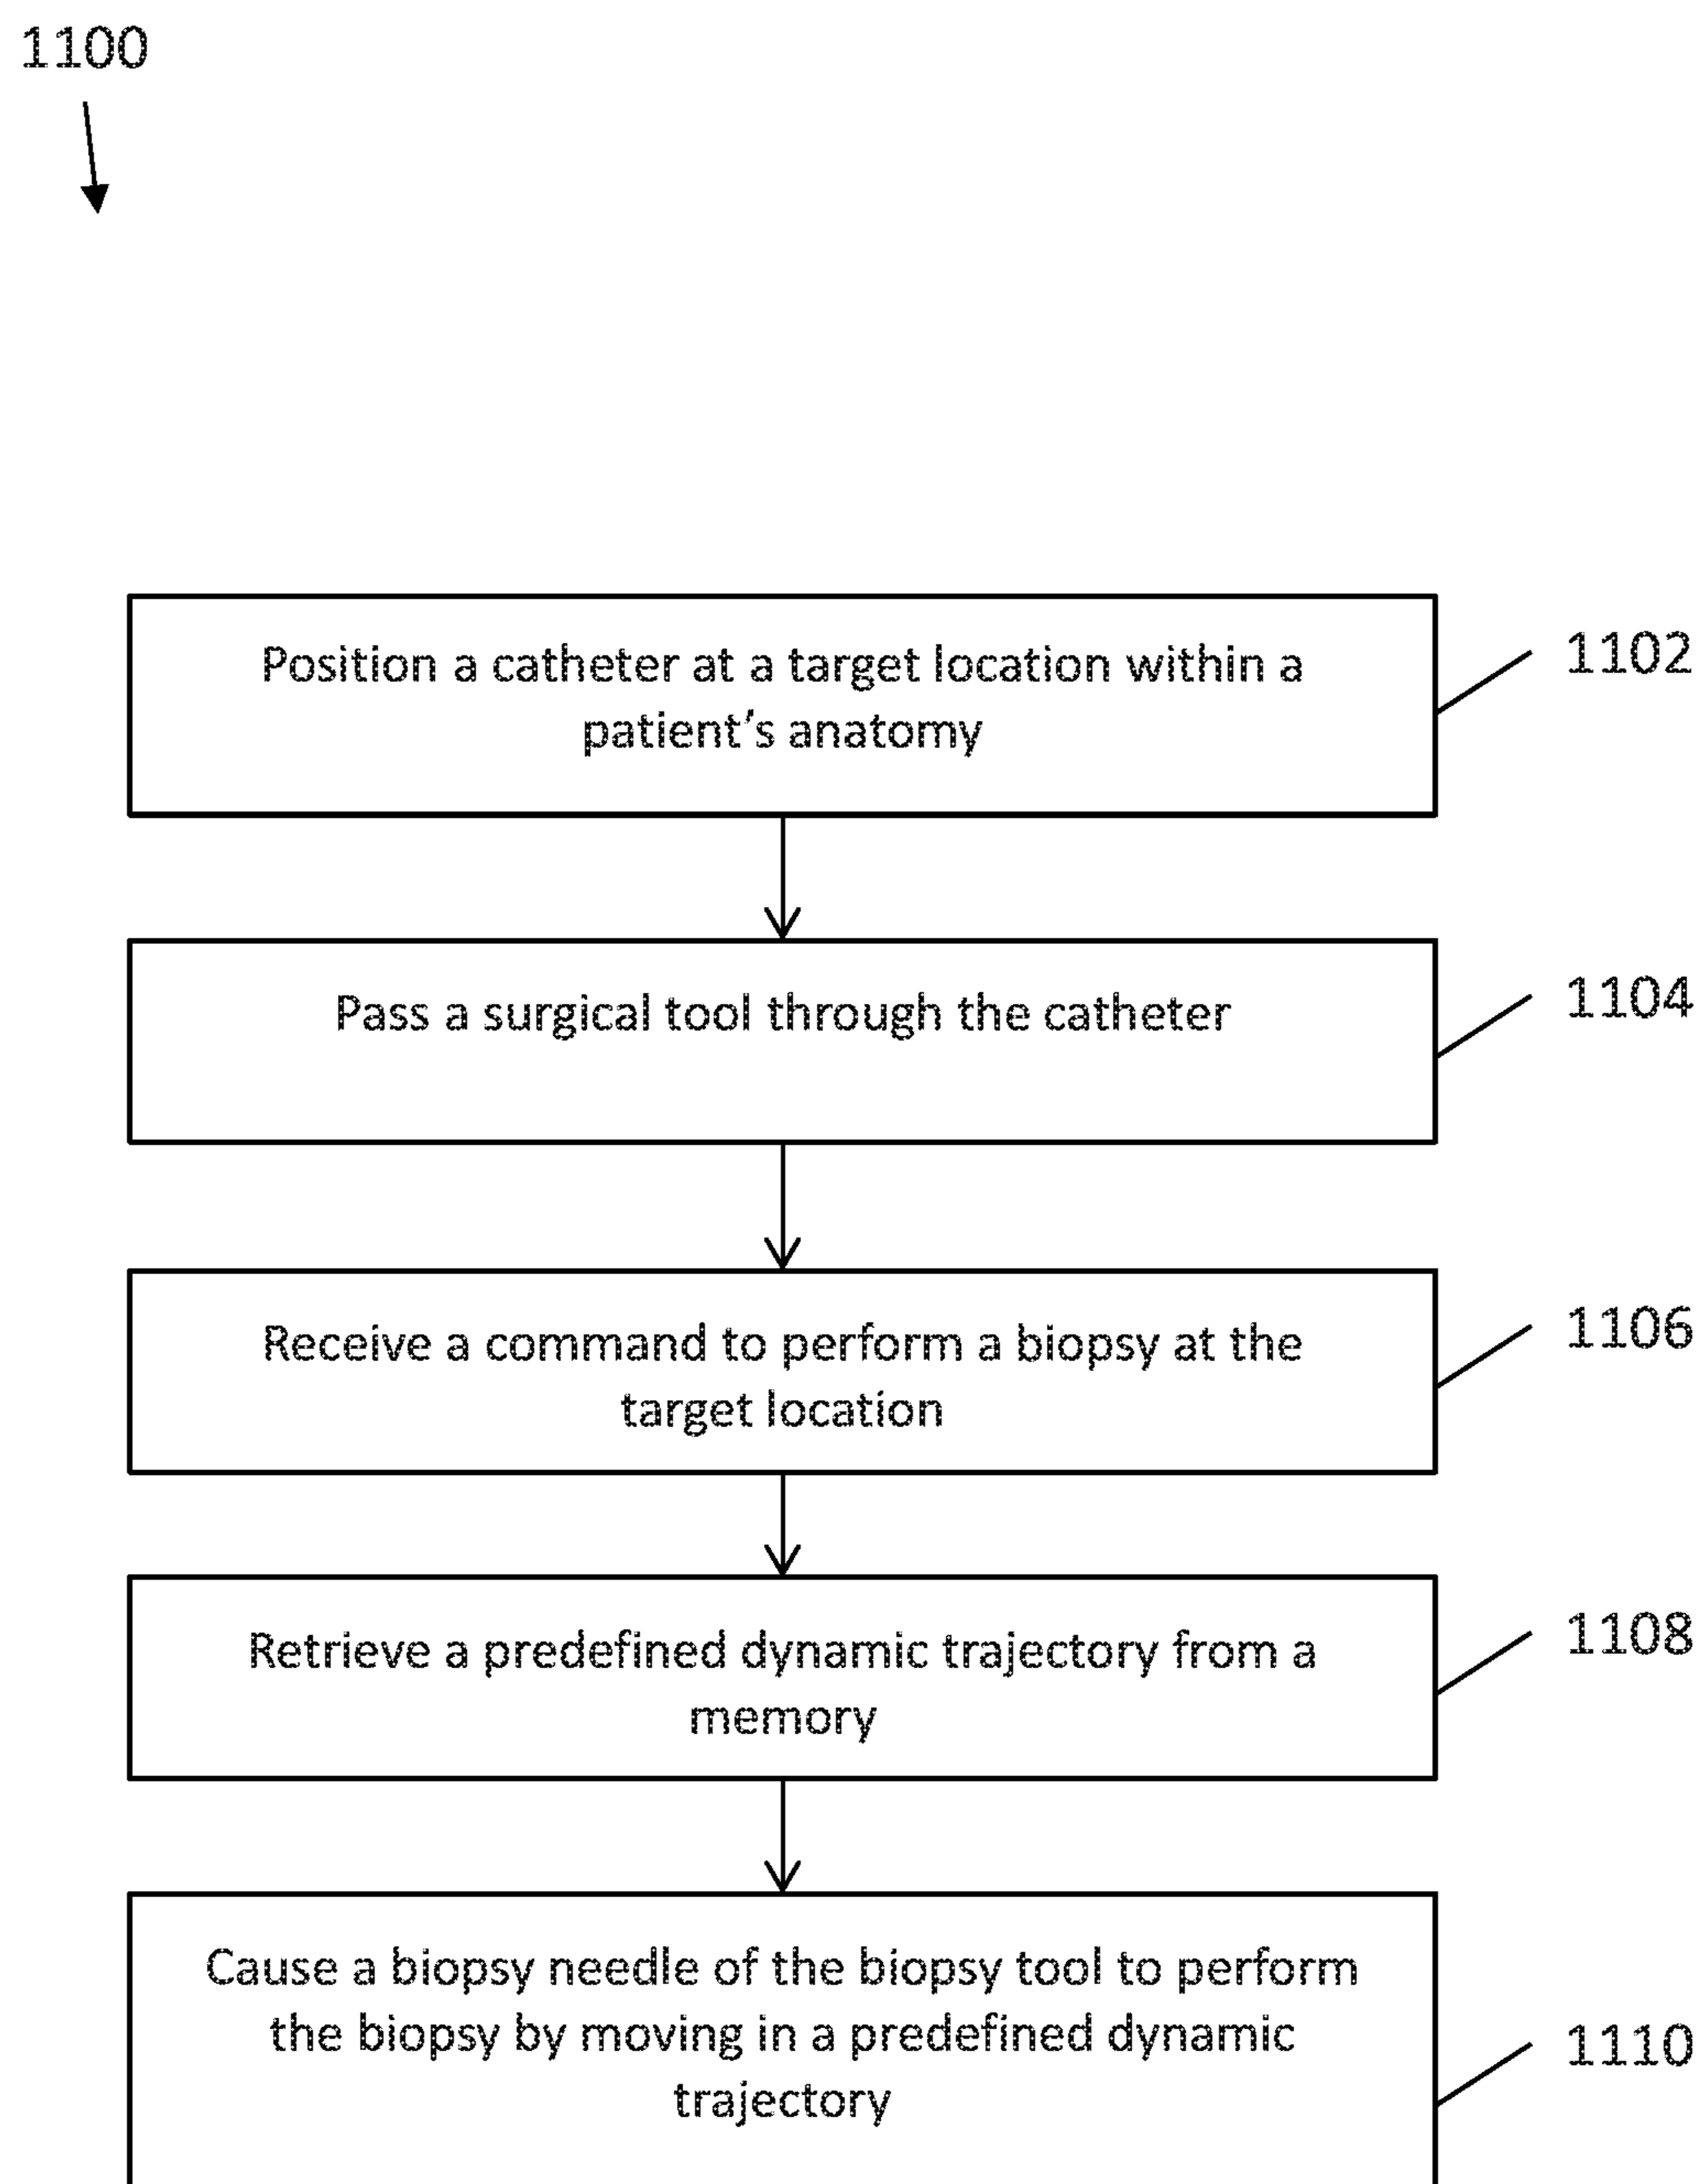 1100
Position a catheter at a target location within a
patient's anatomy
1102
Pass a surgical tool through the catheter
1104
Receive a command to perform a biopsy at the
target location
1106
Retrieve a predefined dynamic trajectory from a
memory
1108
Cause a biopsy needle of the biopsy tool to perform
the biopsy by moving in a predefined dynamic
trajectory
1110